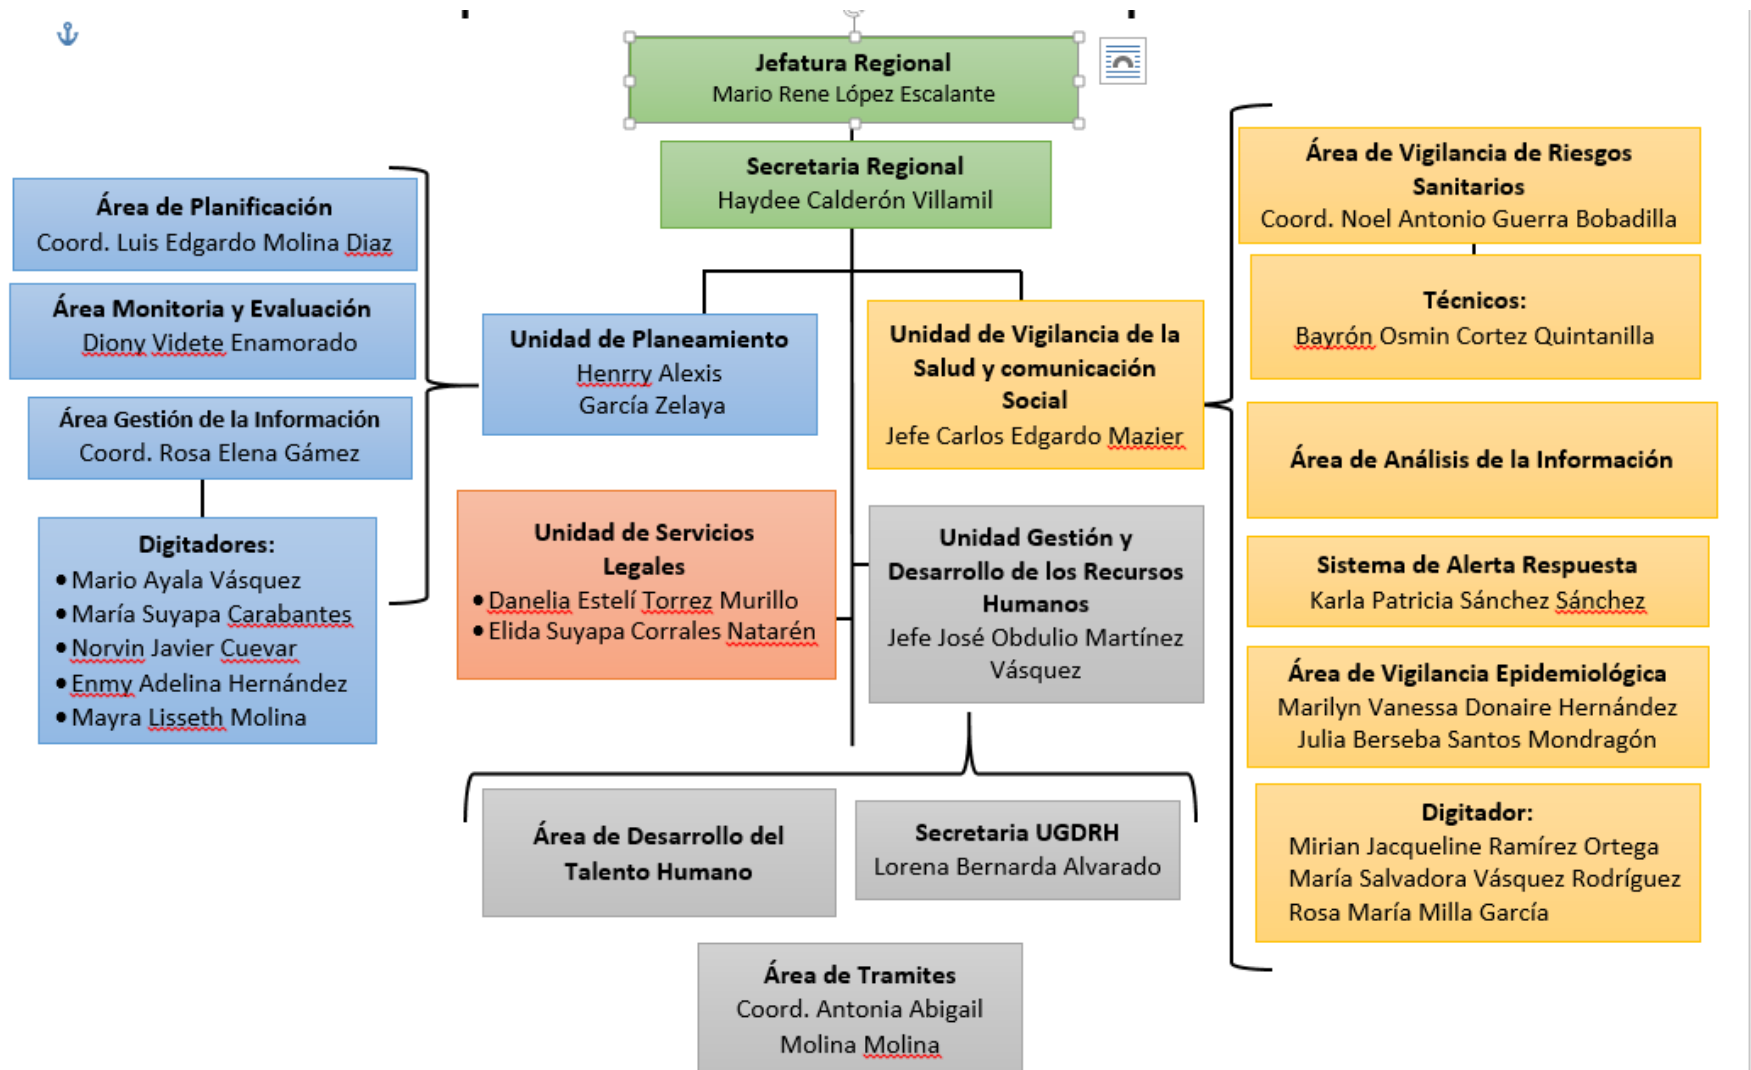 Jefatura Regional
Mario Rene López Escalante
Secretaria Regional
Haydee Calderón Villamil
Área de Planificación
Coord. Luis Edgardo Molina Diaz
Área Monitoria y Evaluación
Diony Videte Enamorado
Área Gestión de la Información
Coord. Rosa Elena Gámez
Digitadores:
• Mario Ayala Vásquez
• María Suyapa Carabantes
• Norvin Javier Cuevar
• Enmy Adelina Hernández
• Mayra Lisseth Molina
Unidad de Planeamiento
Henrry Alexis
García Zelaya
Unidad de Vigilancia de la
Salud y comunicación
Social
Jefe Carlos Edgardo Mazier
Unidad de Servicios
Legales
• Danelia Estelí Torrez Murillo
• Elida Suyapa Corrales Natarén
Unidad Gestión y
Desarrollo de los Recursos
Humanos
Jefe José Obdulio Martínez
Vásquez
Área de Desarrollo del
Talento Humano
Secretaria UGDRH
Lorena Bernarda Alvarado
Área de Tramites
Coord. Antonia Abigail
Molina Molina
Área de Vigilancia de Riesgos
Sanitarios
Coord. Noel Antonio Guerra Bobadilla
Técnicos:
Bayrón Osmin Cortez Quintanilla
Área de Análisis de la Información
Sistema de Alerta Respuesta
Karla Patricia Sánchez Sánchez
Área de Vigilancia Epidemiológica
Marilyn Vanessa Donaire Hernández
Julia Berseba Santos Mondragón
Digitador:
Mirian Jacqueline Ramírez Ortega
María Salvadora Vásquez Rodríguez
Rosa María Milla García